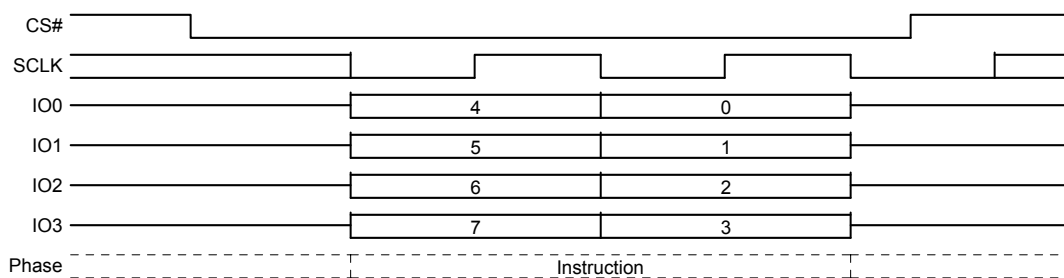 CS#
SCLK
IO0 4 0
IO1 5 1
IO2 6 2
IO3 7 3
Phase Instruction